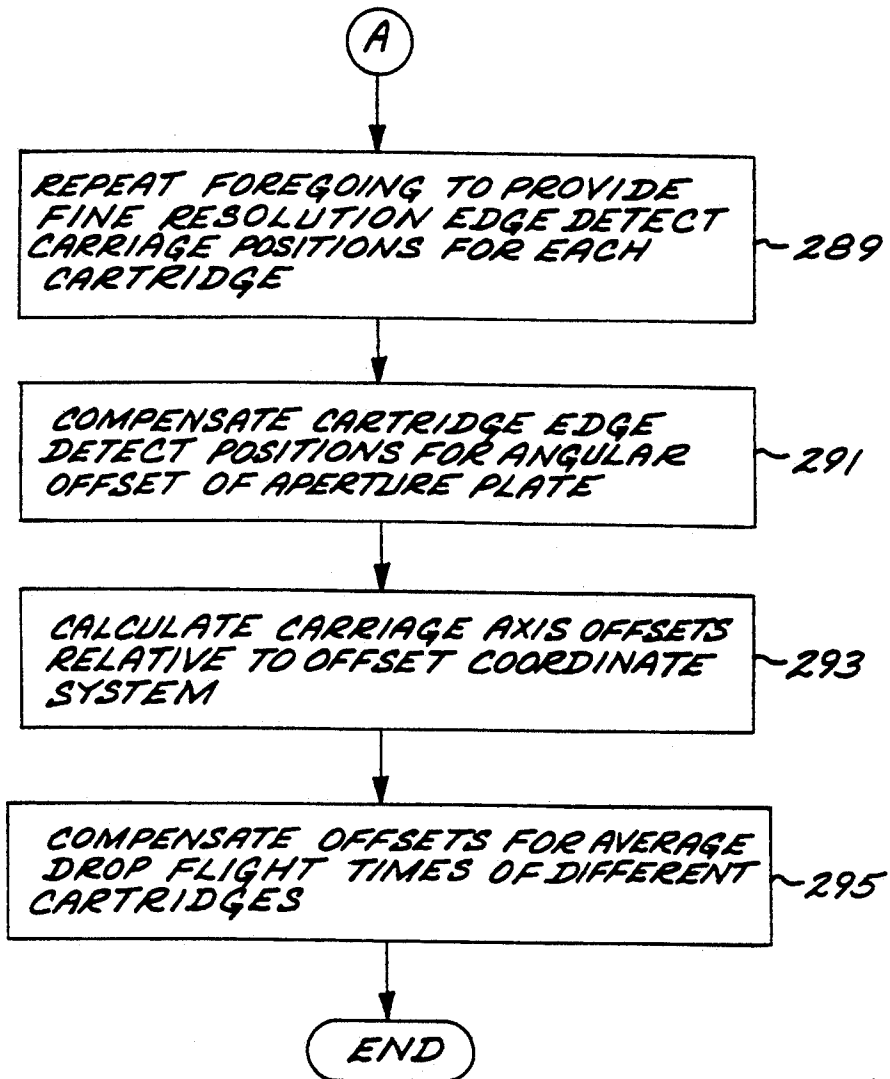 A
REPEAT FOREGOING TO PROVIDE
FINE RESOLUTION EDGE DETECT
CARRIAGE POSITIONS FOR EACH
CARTRIDGE
289
COMPENSATE CARTRIDGE EDGE
DETECT POSITIONS FOR ANGULAR
OFFSET OF APERTURE PLATE
291
CALCULATE CARRIAGE AXIS OFFSETS
RELATIVE TO OFFSET COORDINATE
SYSTEM
293
COMPENSATE OFFSETS FOR AVERAGE
DROP FLIGHT TIMES OF DIFFERENT
CARTRIDGES
295
END